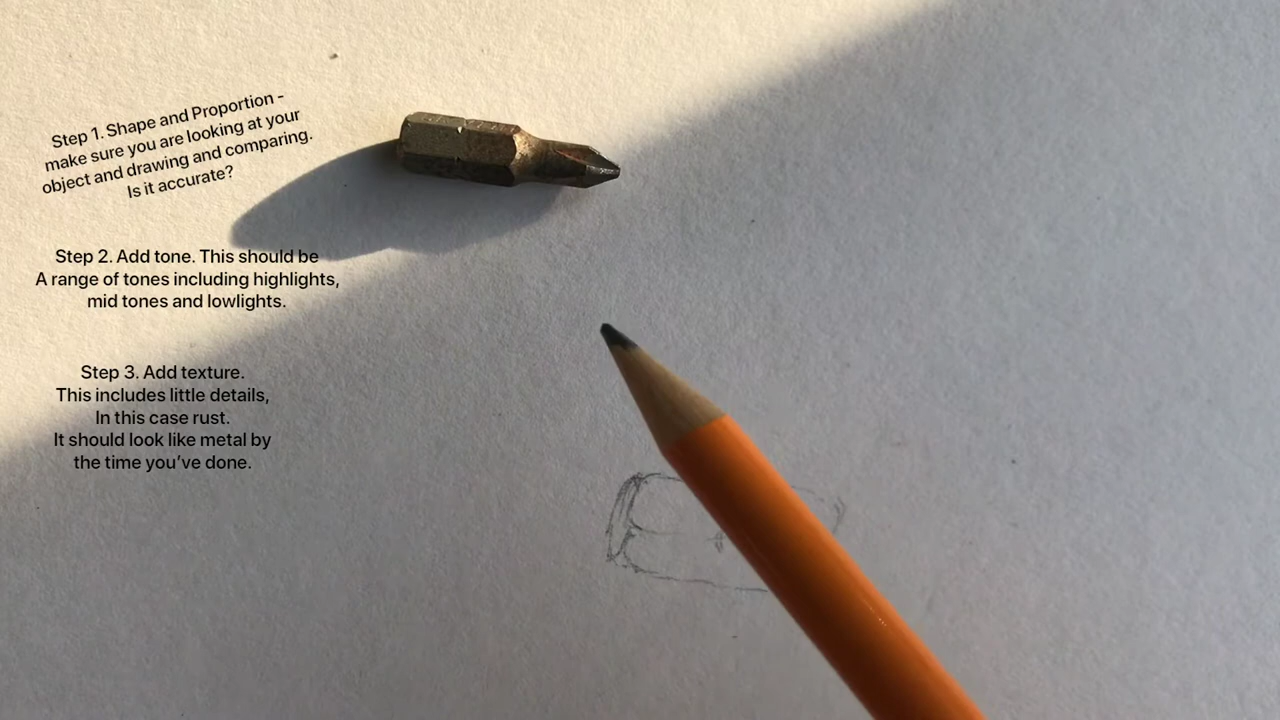 Step 1. Shape and Proportion -
make sure you are looking at your
object and drawing and comparing.
Is it accurate?
Step 2. Add tone. This should be
A range of tones including highlights,
mid tones and lowlights.
Step 3. Add texture.
This includes little details,
In this case rust.
It should look like metal by
the time you’ve done.